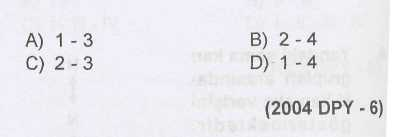 A) 1 - 3 B) 2 - 4
C) 2 - 3 D) 1 - 4
(2004 DPY - 6)